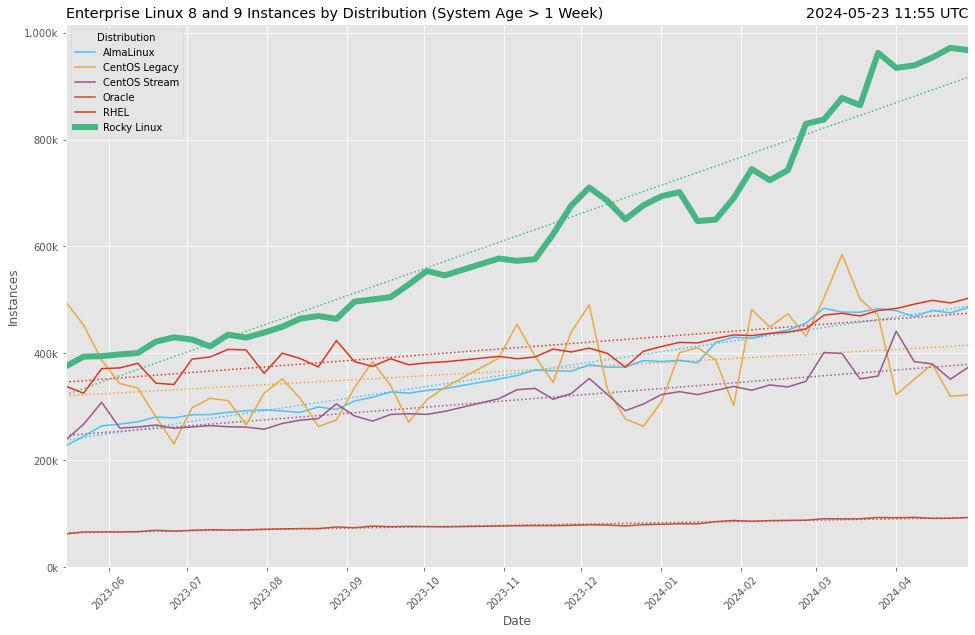 Enterprise Linux 8 and 9 Instances by Distribution (System Age > 1 Week)
2024-05-23 11:55 UTC
Distribution
AlmaLinux
CentOS Legacy
CentOS Stream
Oracle
RHEL
Rocky Linux
1,000k
800k
600k
400k
200k
0k
Instances
2023-06
2023-07
2023-08
2023-09
2023-10
2023-11
2023-12
2024-01
2024-02
2024-03
2024-04
Date